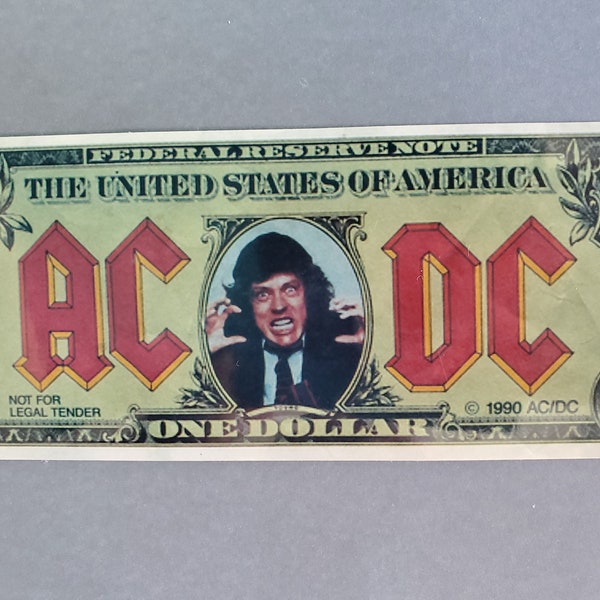 FEDERAL RESERVE NOTE
THE UNITED STATES OF AMERICA
AC DC
NOT FOR
LEGAL TENDER
© 1990 AC/DC
ONE DOLLAR